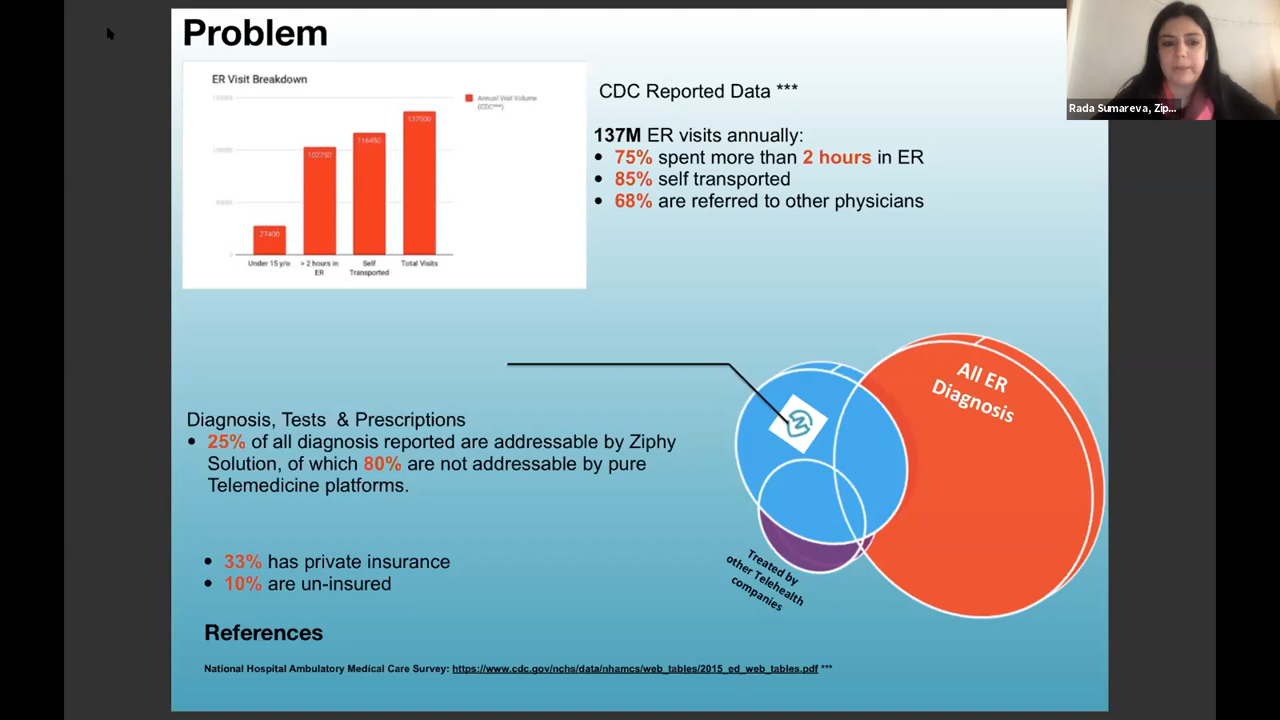 Problem
ER Visit Breakdown
Annual Visit Volume
(CDC***)
27400
102750
116450
137000
0
Under 15 y/o
> 2 hours in
ER
Self
Transported
Total Visits
CDC Reported Data ***
137M ER visits annually:
• 75% spent more than 2 hours in ER
• 85% self transported
• 68% are referred to other physicians
Rada Sumareva, Zip...
All ER
Diagnosis
Treated by
other Telehealth
companies
Diagnosis, Tests & Prescriptions
• 25% of all diagnosis reported are addressable by Ziphy
Solution, of which 80% are not addressable by pure
Telemedicine platforms.
• 33% has private insurance
• 10% are un-insured
References
National Hospital Ambulatory Medical Care Survey: https://www.cdc.gov/nchs/data/nhamcs/web_tables/2015_ed_web_tables.pdf ***